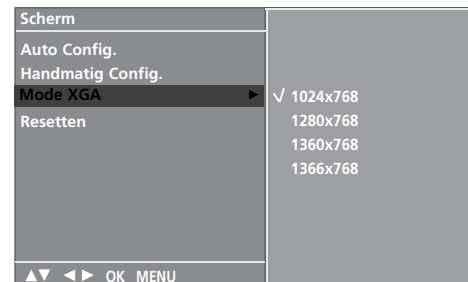 Scherm
Auto Config.
Handmatig Config.
Mode XGA ►
√ 1024x768
1280x768
1360x768
1366x768
Resetten
▲▼ ◄► OK MENU